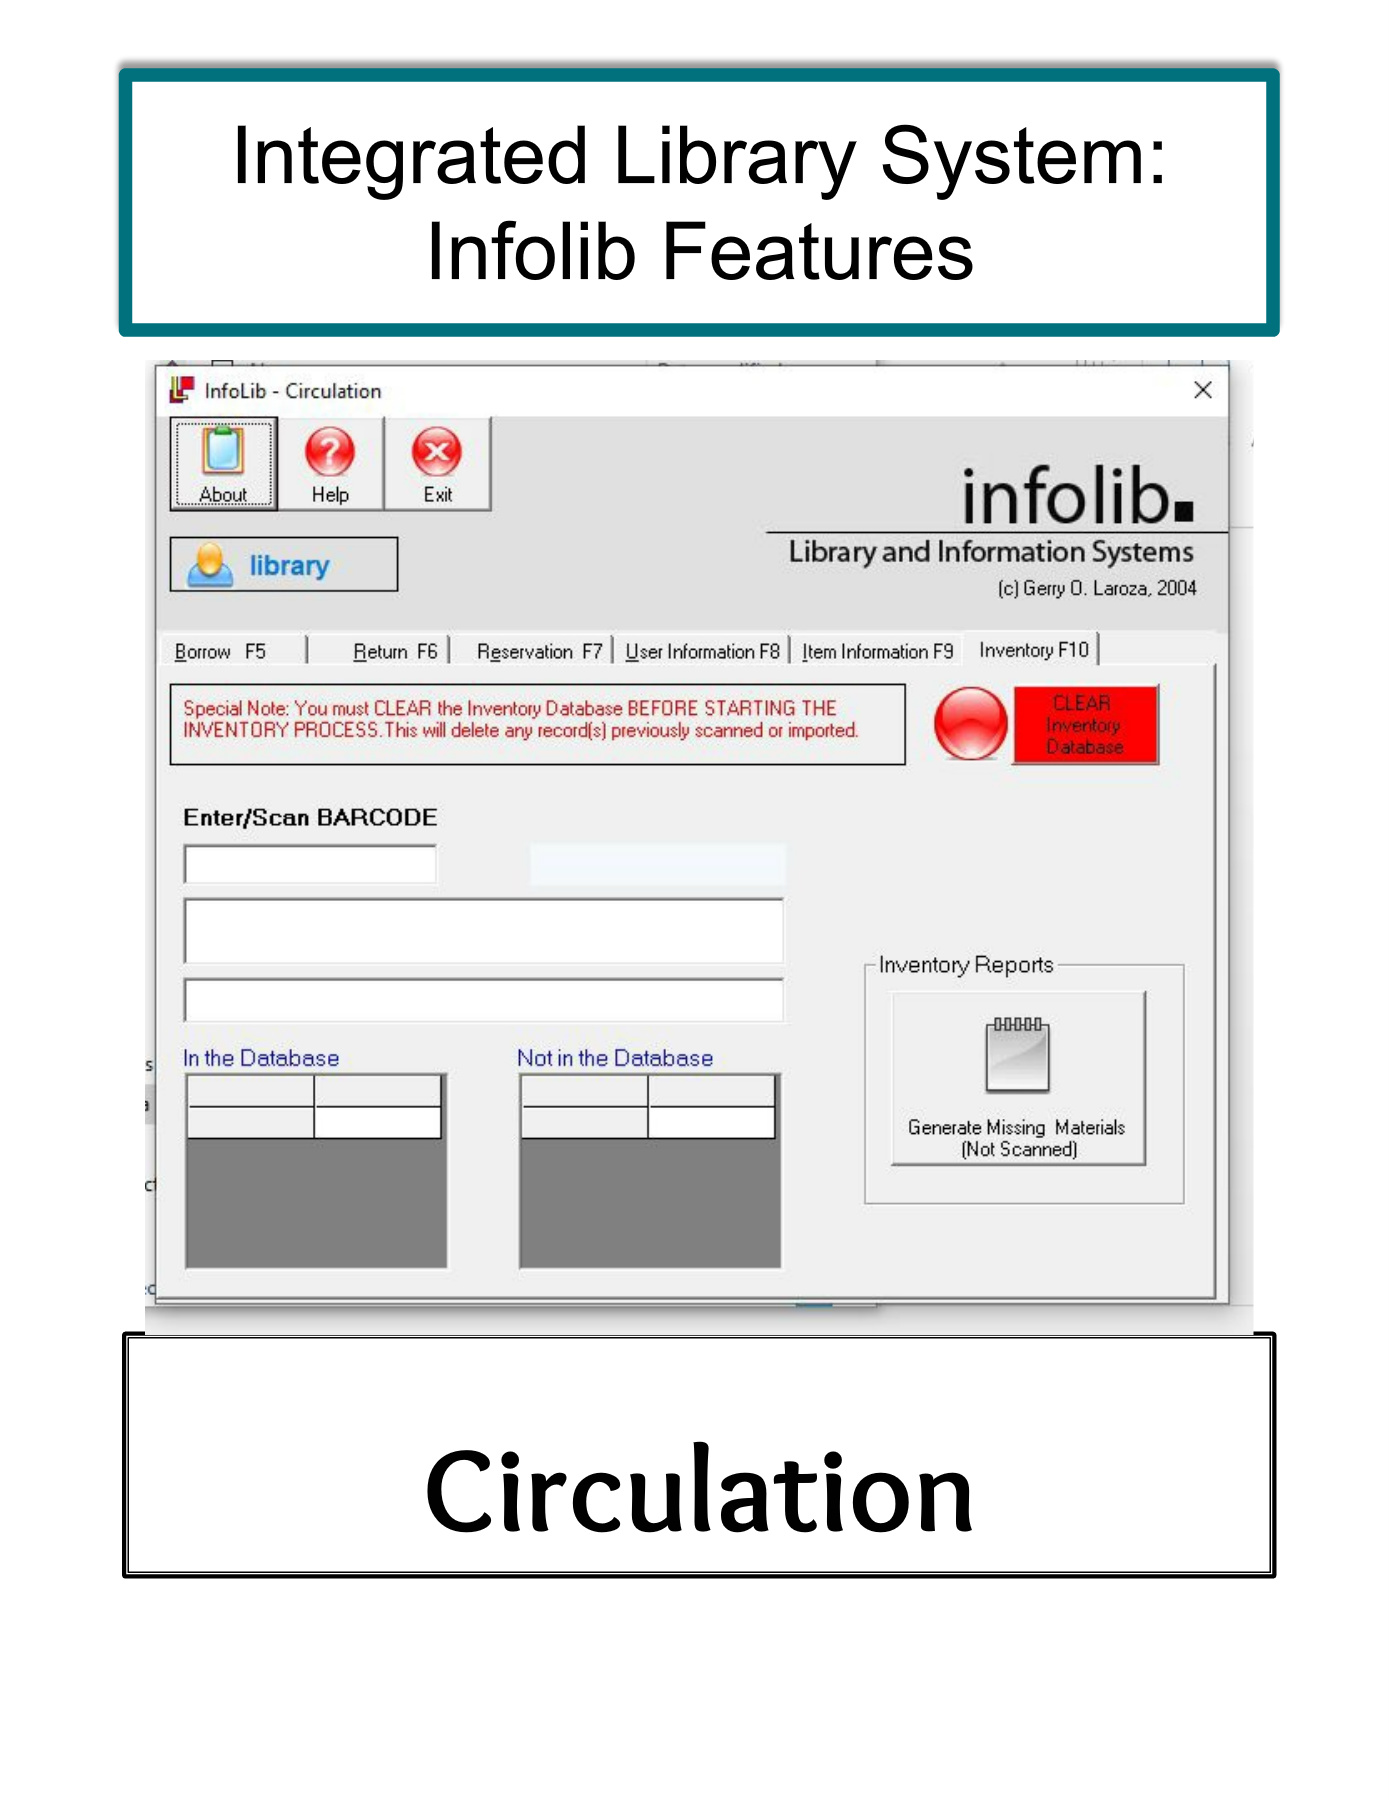 Integrated Library System:
Infolib Features
InfoLib - Circulation
About
Help
Exit
infolib.
Library and Information Systems
(c) Gerry O. Laroza, 2004
library
Borrow F5
Return F6
Reservation F7
User Information F8
Item Information F9
Inventory F10
Special Note: You must CLEAR the Inventory Database BEFORE STARTING THE
INVENTORY PROCESS.This will delete any record(s) previously scanned or imported.
CLEAR
Inventory
Database
Enter/Scan BARCODE
Inventory Reports
Generate Missing Materials
(Not Scanned)
In the Database
Not in the Database
Circulation